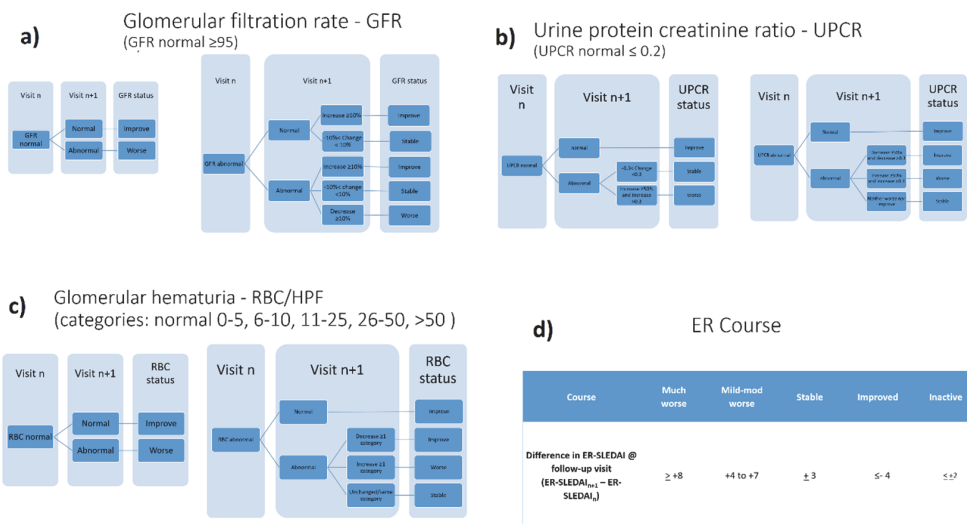 a)
Glomerular filtration rate - GFR
(GFR normal ≥95)
Visit n
Visit n+1
GFR status
GFR normal
Normal
Improve
Abnormal
Worse
Visit n
Visit n+1
GFR status
GFR abnormal
Normal
Increase ≥10%
Improve
Stable
Abnormal
Increase ≥10%
Improve
-10%< change <10%
Stable
Decrease ≥10%
Worse
b)
Urine protein creatinine ratio - UPCR
(UPCR normal ≤ 0.2)
Visit n
Visit n+1
UPCR status
UPCR normal
Normal
Improve
Abnormal
Stable
Worse
Visit n
Visit n+1
UPCR status
UPCR abnormal
Normal
Improve
Abnormal
Improve
Worse
Stable
c)
Glomerular hematuria - RBC/HPF
(categories: normal 0-5, 6-10, 11-25, 26-50, >50 )
Visit n
Visit n+1
RBC status
RBC normal
Normal
Improve
Abnormal
Worse
Visit n
Visit n+1
RBC status
RBC abnormal
Normal
Improve
Abnormal
Decrease ≥1 category
Improve
Increase ≥1 category
Worse
Unchanged/same category
Stable
d)
ER Course
Course
Much worse
Mild-mod worse
Stable
Improved
Inactive
Difference in ER-SLEDAI @
follow-up visit
(ER-SLEDAIn+1 – ER-
SLEDAIn)
≥ +8
+4 to +7
± 3
≤- 4
≤ +2